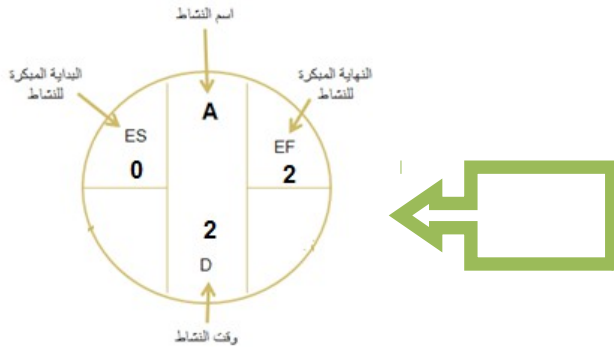 اسم النشاط
البداية المبكرة
للنشاط
النهاية المبكرة
للنشاط
A
ES
EF
0
2
2
D
وقت النشاط